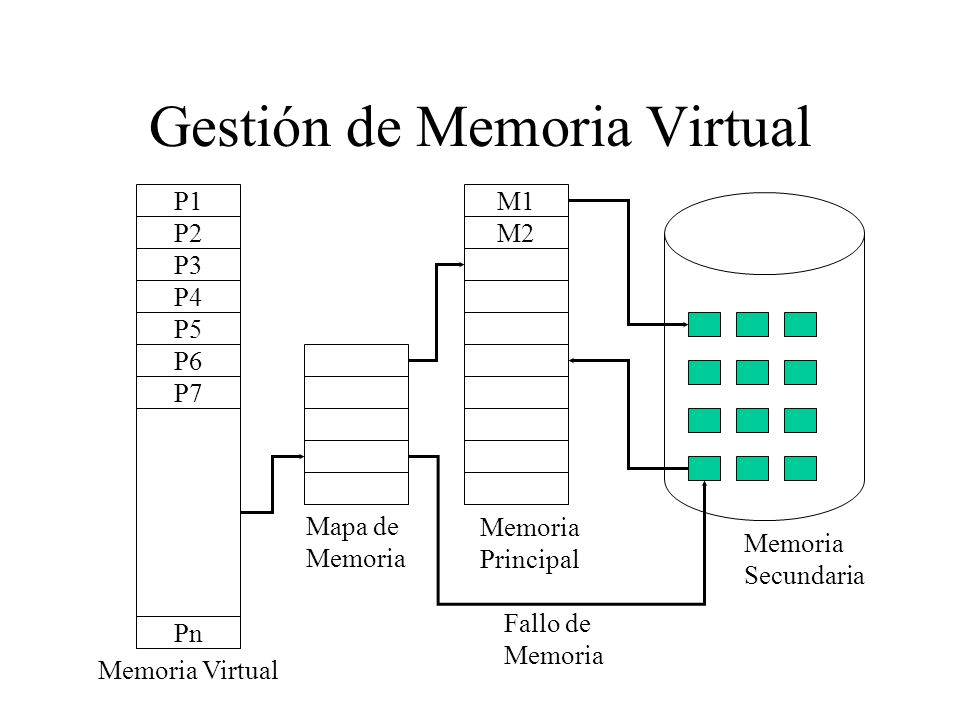 Gestión de Memoria Virtual
P1
P2
P3
P4
P5
P6
P7
Pn
Memoria Virtual
Mapa de
Memoria
M1
M2
Memoria
Principal
Fallo de
Memoria
Memoria
Secundaria